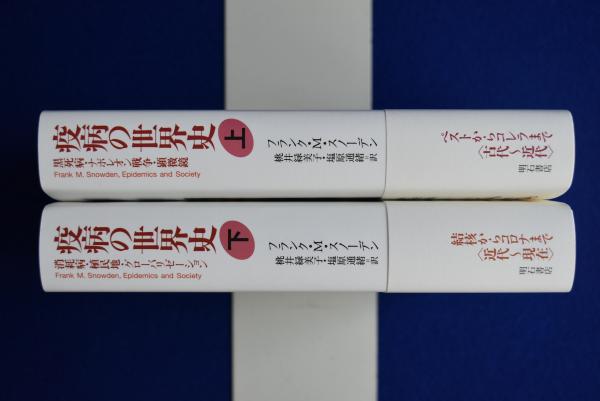 疫病の世界史 上
黒死病・ナポレオン戦争・顕微鏡
Frank M. Snowden, Epidemics and Society
フランク・M・スノーデン
桃井緑美子・塩原通緒=訳
ペストからコレラまで
〈古代〜近代〉
明石書店
疫病の世界史 下
消耗病・植民地・グローバリゼーション
Frank M. Snowden, Epidemics and Society
フランク・M・スノーデン
桃井緑美子・塩原通緒=訳
結核からコロナまで
〈近代〜現在〉
明石書店